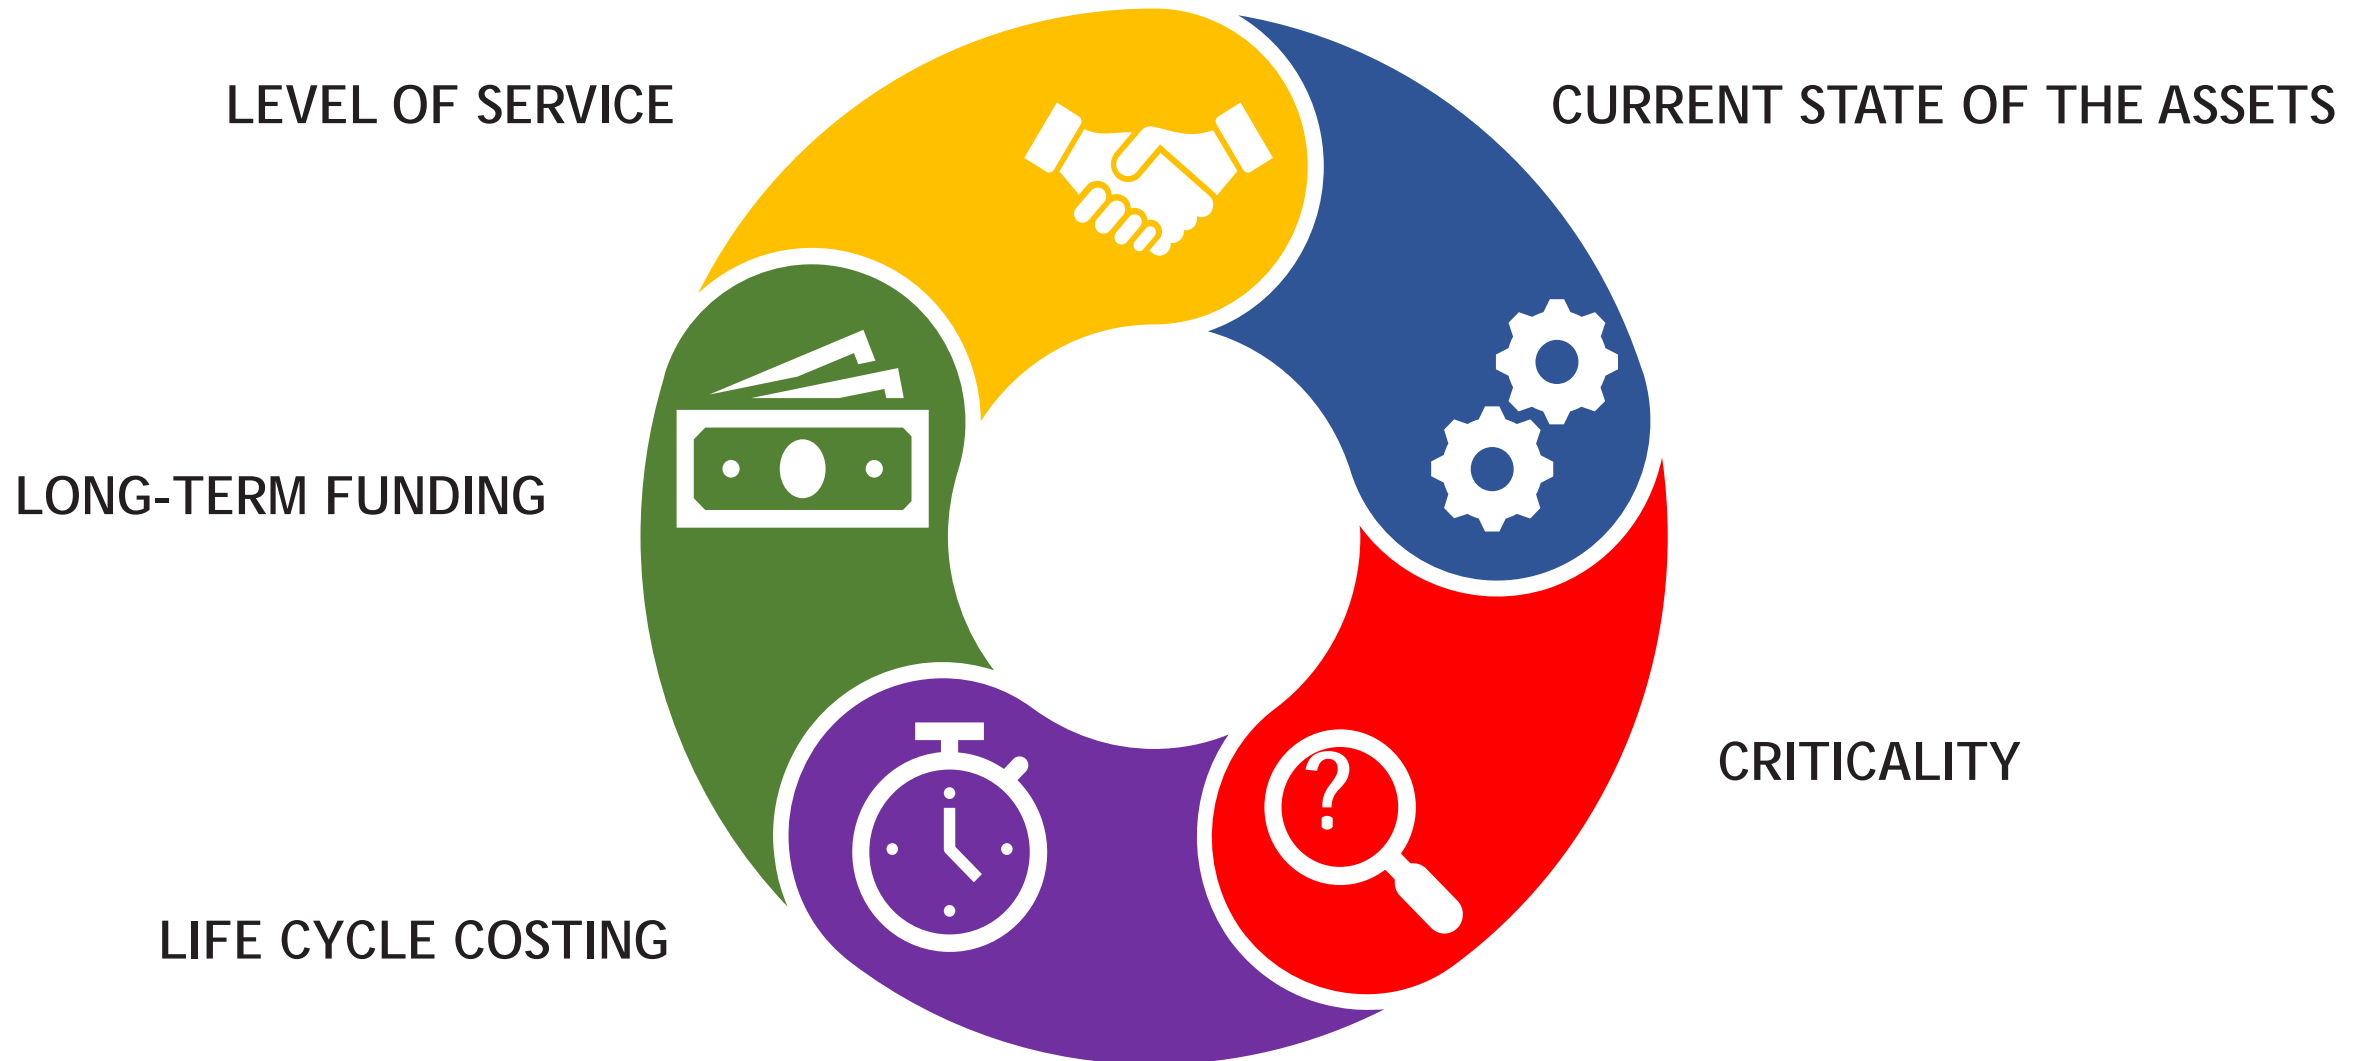 LEVEL OF SERVICE
CURRENT STATE OF THE ASSETS
LONG-TERM FUNDING
?
CRITICALITY
LIFE CYCLE COSTING